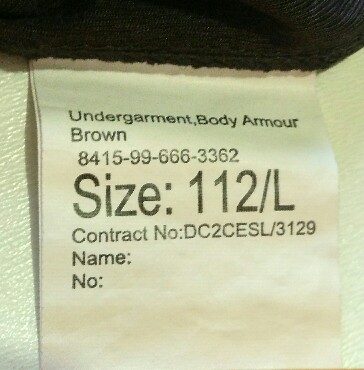 Undergarment,Body Armour
Brown
8415-99-666-3362
Size: 112/L
Contract No:DC2CESL/3129
Name:
No: